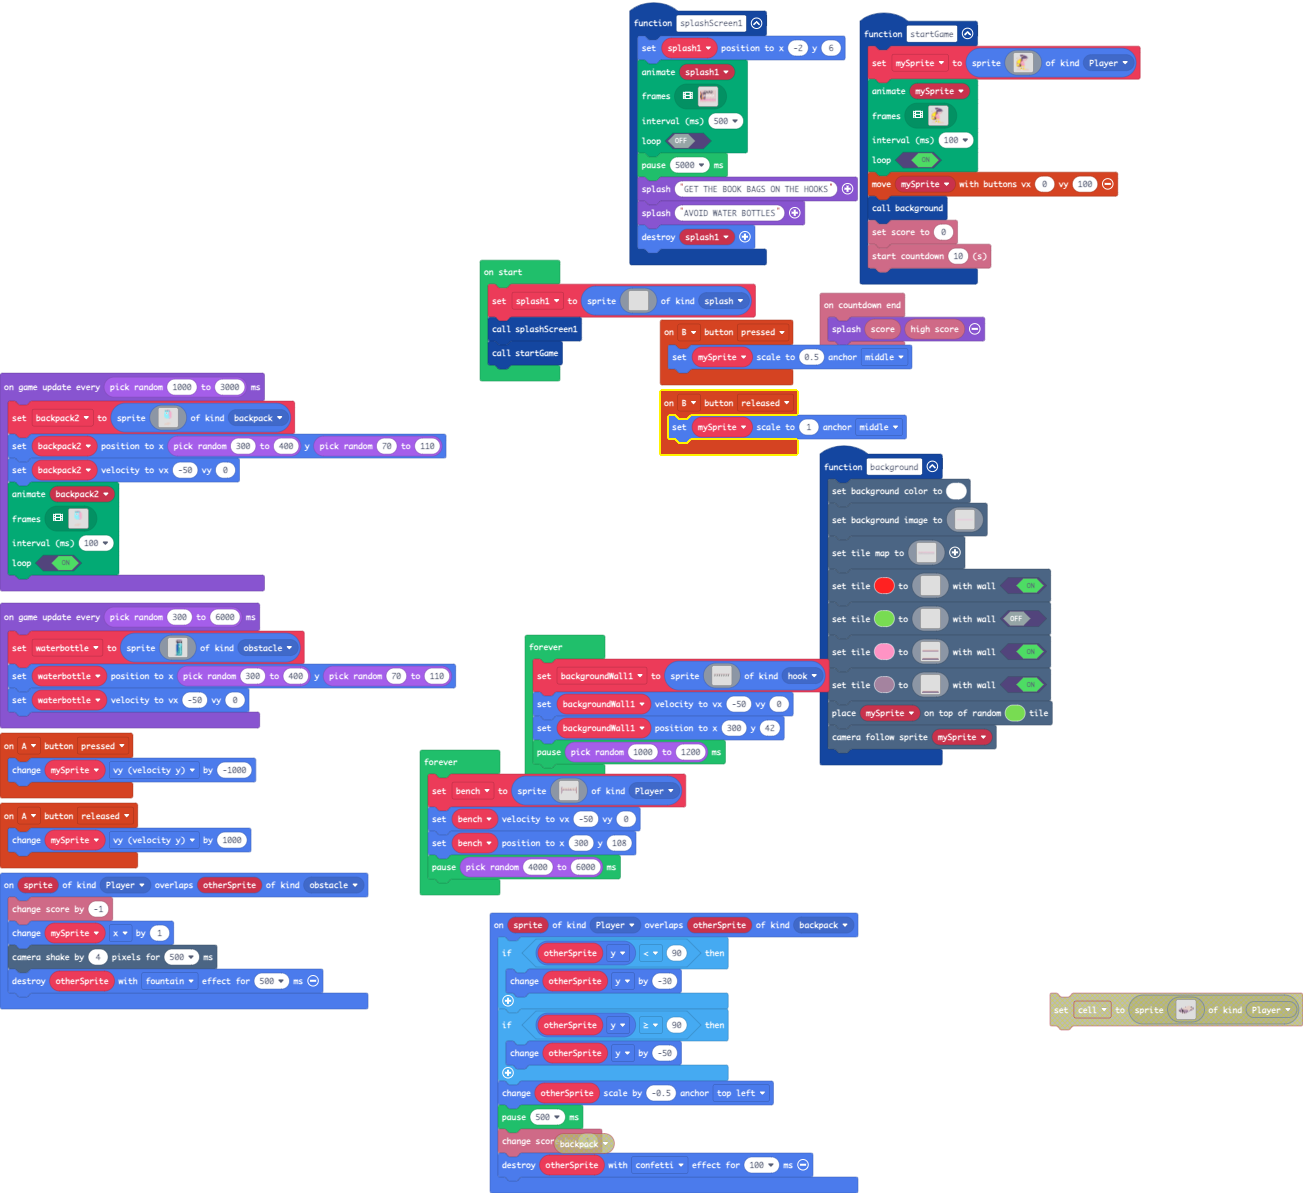 function splashScreen1
set splash1 position to x -2 y 6
animate splash1
frames
interval (ms) 500
loop OFF
pause 5000 ms
splash "GET THE BOOK BAGS ON THE HOOKS"
splash "AVOID WATER BOTTLES"
destroy splash1
function startGame
set mySprite to sprite of kind Player
animate mySprite
frames
interval (ms) 100
loop ON
move mySprite with buttons vx 0 vy 100
call background
set score to 0
start countdown 10 (s)
on start
set splash1 to sprite of kind splash
call splashScreen1
call startGame
on countdown end
splash score high score
on B button pressed
set mySprite scale to 0.5 anchor middle
on B button released
set mySprite scale to 1 anchor middle
on game update every pick random 1000 to 3000 ms
set backpack2 to sprite of kind backpack
set backpack2 position to x pick random 300 to 400 y pick random 70 to 110
set backpack2 velocity to vx -50 vy 0
animate backpack2
frames
interval (ms) 100
loop ON
function background
set background color to
set background image to
set tile map to
set tile to with wall ON
set tile to with wall OFF
set tile to with wall ON
set tile to with wall ON
place mySprite on top of random tile
camera follow sprite mySprite
on game update every pick random 300 to 6000 ms
set waterbottle to sprite of kind obstacle
set waterbottle position to x pick random 300 to 400 y pick random 70 to 110
set waterbottle velocity to vx -50 vy 0
forever
set backgroundWall1 to sprite of kind hook
set backgroundWall1 velocity to vx -50 vy 0
set backgroundWall1 position to x 300 y 42
pause pick random 1000 to 1200 ms
on A button pressed
change mySprite vy (velocity y) by -1000
on A button released
change mySprite vy (velocity y) by 1000
forever
set bench to sprite of kind Player
set bench velocity to vx -50 vy 0
set bench position to x 300 y 108
pause pick random 4000 to 6000 ms
on sprite of kind Player overlaps otherSprite of kind obstacle
change score by -1
change mySprite x by 1
camera shake by 4 pixels for 500 ms
destroy otherSprite with fountain effect for 500 ms
on sprite of kind Player overlaps otherSprite of kind backpack
if otherSprite y < 90 then
change otherSprite y by -30
if otherSprite y ≥ 90 then
change otherSprite y by -50
change otherSprite scale by -0.5 anchor top left
pause 500 ms
change scor
backpack
destroy otherSprite with confetti effect for 100 ms
set cell to sprite of kind Player